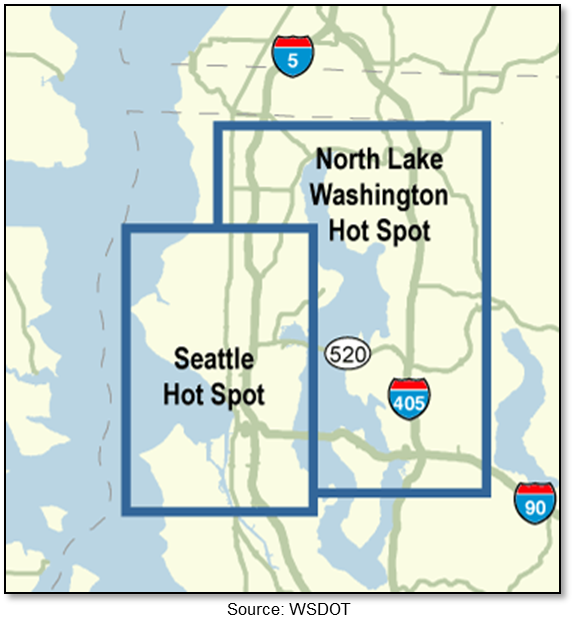 5
North Lake
Washington
Hot Spot
Seattle
Hot Spot
520
405
90
Source: WSDOT